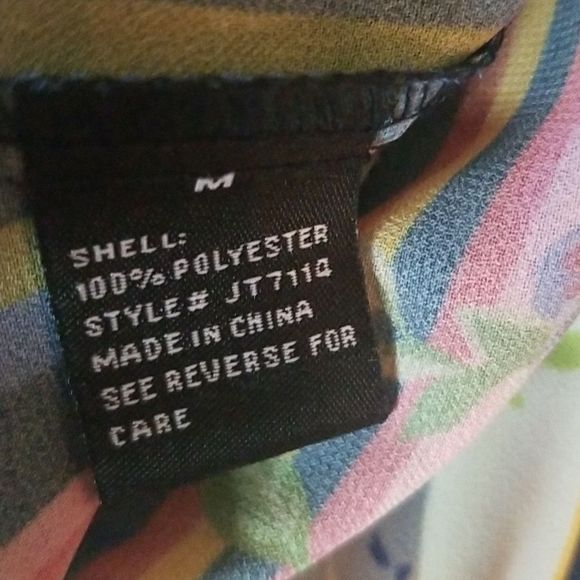 M
SHELL:
100% POLYESTER
STYLE# JT7114
MADE IN CHINA
SEE REVERSE FOR
CARE